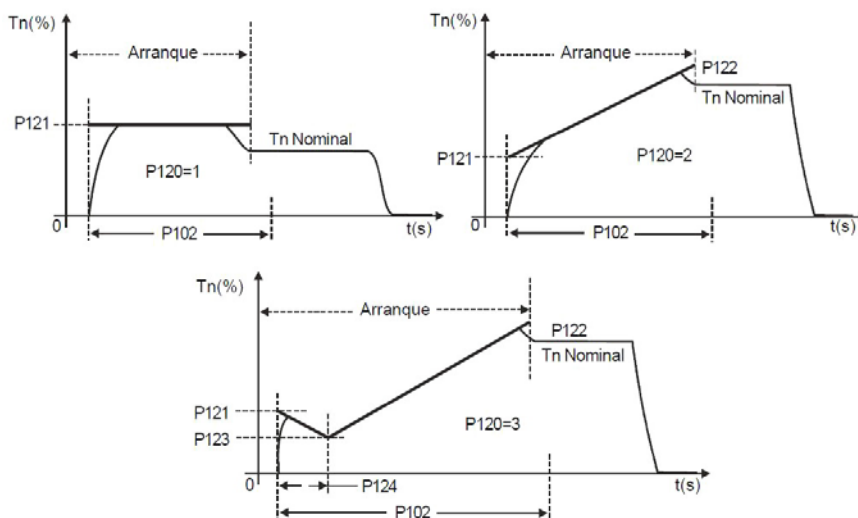 Tn(%)
Arranque
P121
Tn Nominal
P120=1
0
P102
t(s)
Tn(%)
Arranque
P122
Tn Nominal
P121
P120=2
0
P102
t(s)
Tn(%)
Arranque
P122
Tn Nominal
P121
P123
P120=3
0
P124
t(s)
P102